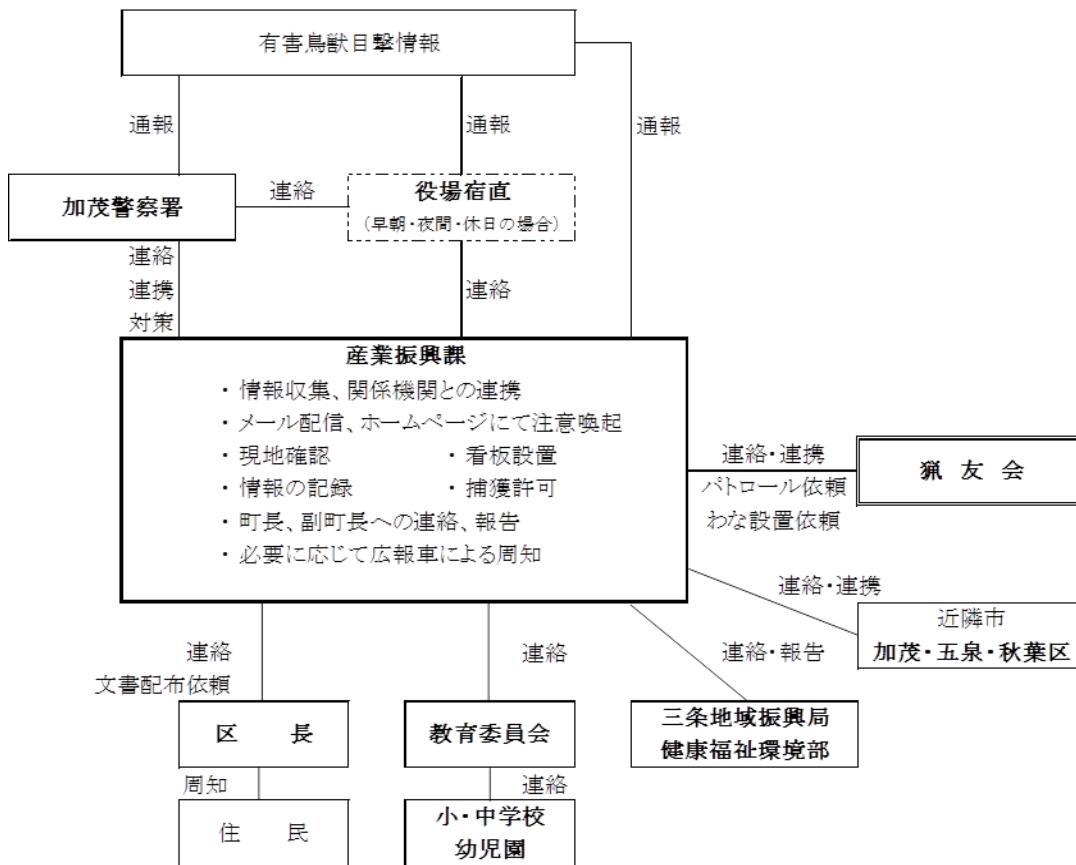 有害鳥獣目撃情報
通報
通報
通報
加茂警察署
連絡
役場宿直
（早朝・夜間・休日の場合）
連絡
連携
対策
連絡
産業振興課
・ 情報収集、関係機関との連携
・ メール配信、ホームページにて注意喚起
・ 現地確認 ・ 看板設置
・ 情報の記録 ・ 捕獲許可
・ 町長、副町長への連絡、報告
・ 必要に応じて広報車による周知
連絡・連携
パトロール依頼
わな設置依頼
猟 友 会
連絡・連携
近隣市
加茂・五泉・秋葉区
連絡
文書配布依頼
連絡
連絡・報告
区 長
教育委員会
三条地域振興局
健康福祉環境部
周知
連絡
住 民
小・中学校
幼児園